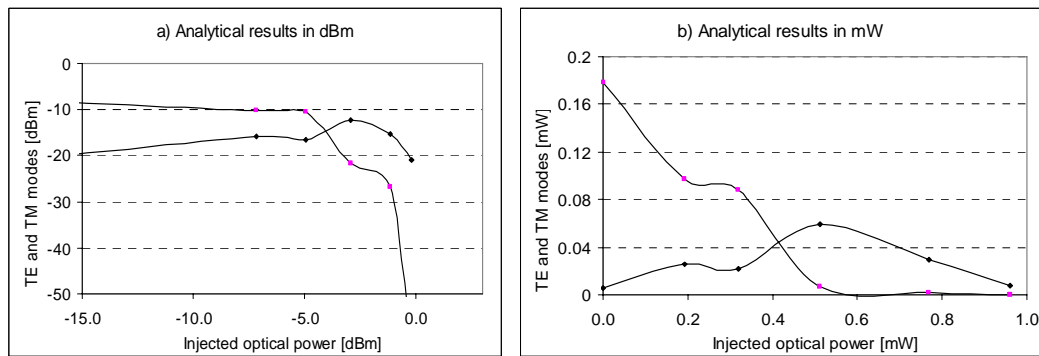 a) Analytical results in dBm
0
-10
-20
-30
-40
-50
-15.0 -10.0 -5.0 0.0
TE and TM modes [dBm]
Injected optical power [dBm]
b) Analytical results in mW
0.2
0.16
0.12
0.08
0.04
0
0.0 0.2 0.4 0.6 0.8 1.0
TE and TM modes [mW]
Injected optical power [mW]